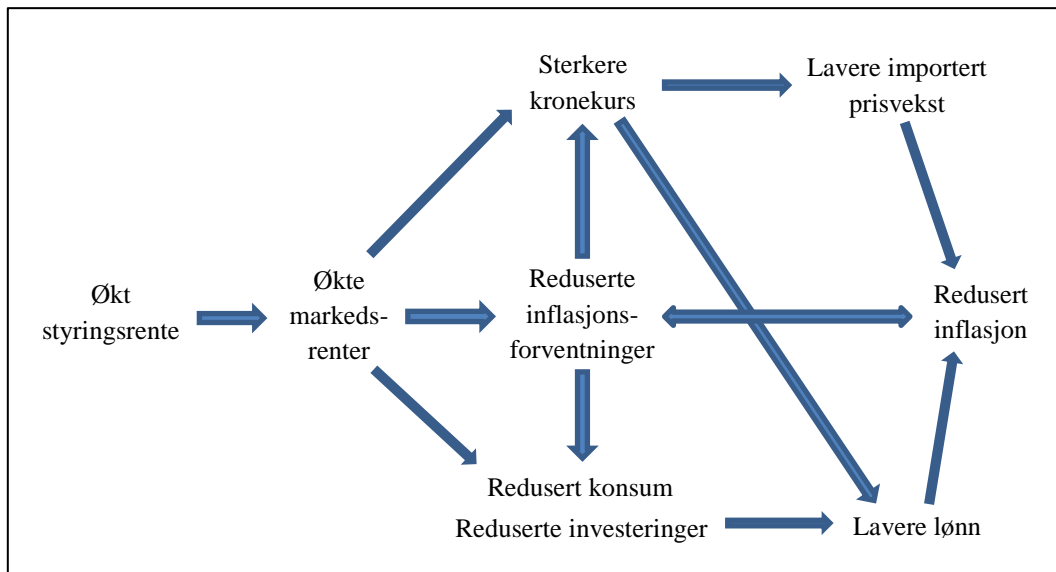 Sterkere
kronekurs
Lavere importert
prisvekst
Økt
styringsrente
Økte
markeds-
renter
Reduserte
inflasjons-
forventninger
Redusert
inflasjon
Redusert konsum
Reduserte investeringer
Lavere lønn